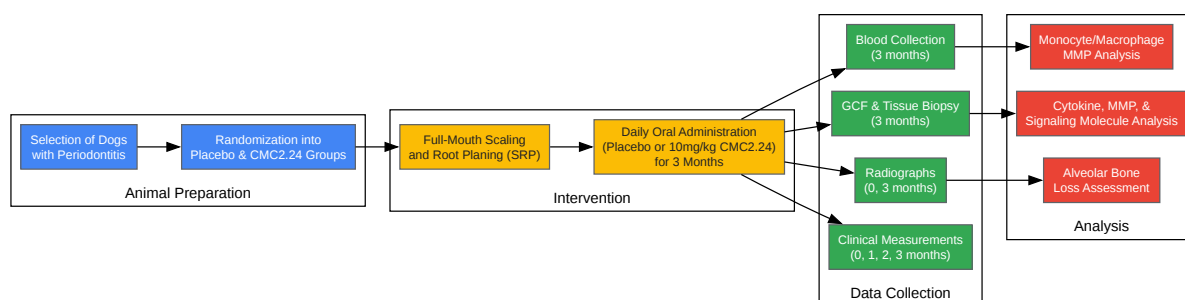 Selection of Dogs
with Periodontitis
Randomization into
Placebo & CMC2.24 Groups
Animal Preparation
Full-Mouth Scaling
and Root Planing (SRP)
Daily Oral Administration
(Placebo or 10mg/kg CMC2.24)
for 3 Months
Intervention
Blood Collection
(3 months)
GCF & Tissue Biopsy
(3 months)
Radiographs
(0, 3 months)
Clinical Measurements
(0, 1, 2, 3 months)
Data Collection
Monocyte/Macrophage
MMP Analysis
Cytokine, MMP, &
Signaling Molecule Analysis
Alveolar Bone
Loss Assessment
Analysis